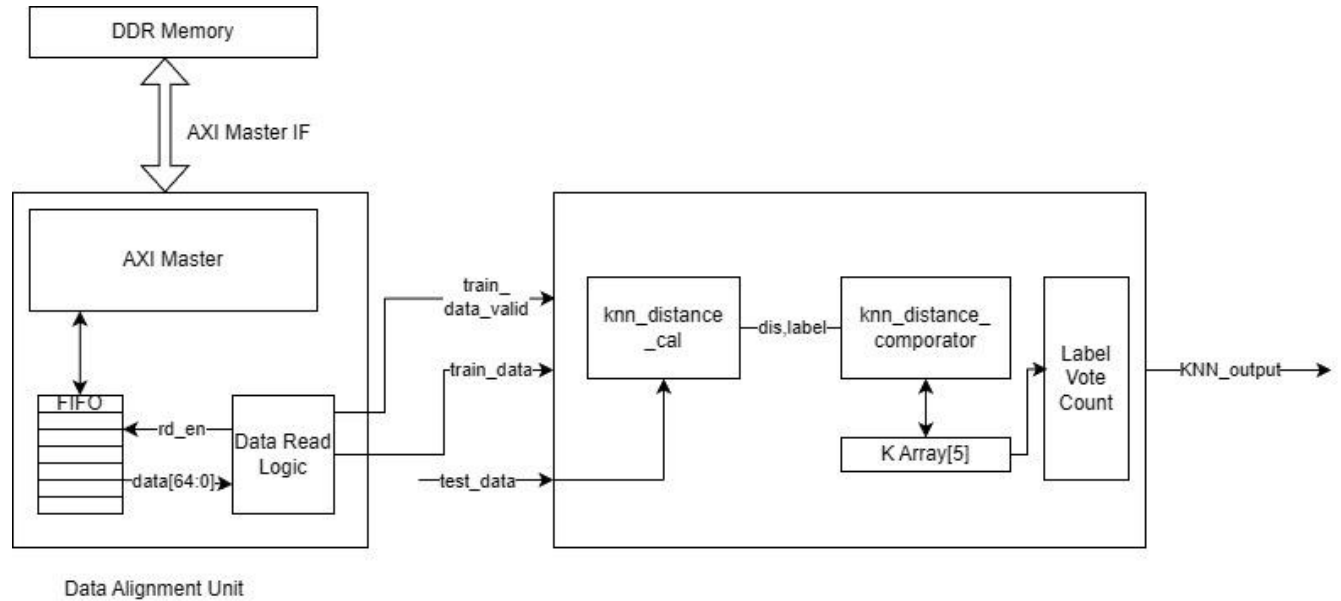 DDR Memory
AXI Master IF
AXI Master
FIFO
rd_en
data[64:0]
Data Read
Logic
Data Alignment Unit
train_
data_valid
train_data
test_data
knn_distance
_cal
dis,label
knn_distance_
comporator
K Array[5]
Label
Vote
Count
KNN_output